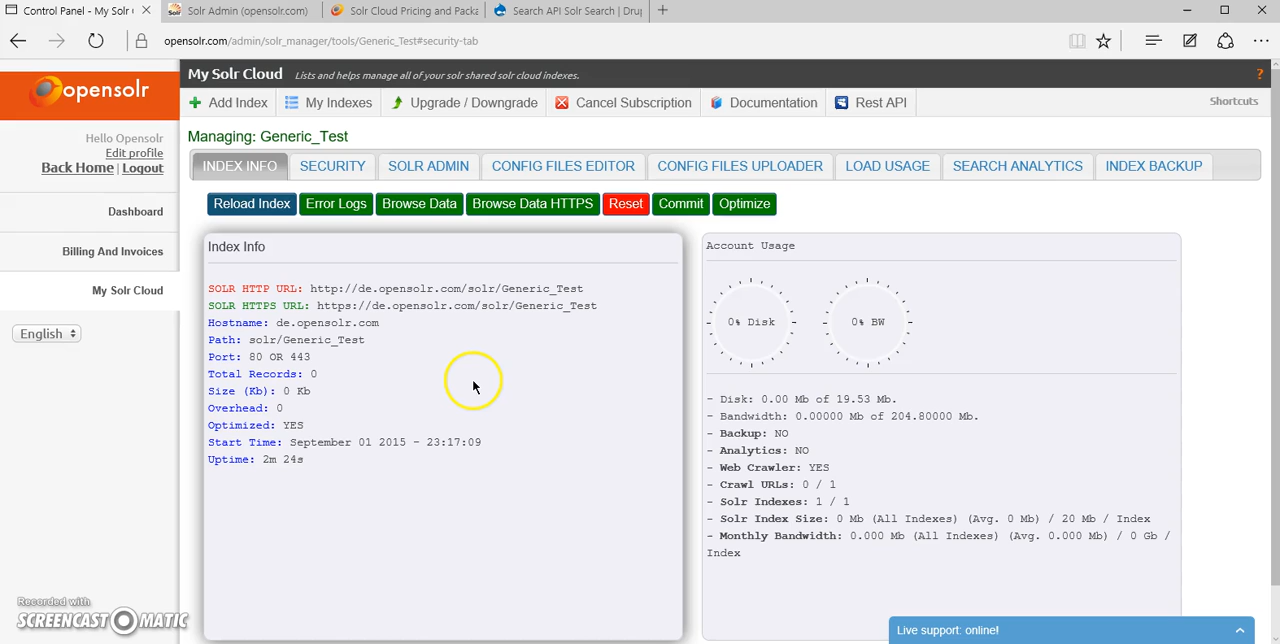 Control Panel - My Solr
Solr Admin (opensolr.com)
Solr Cloud Pricing and Packa
Search API Solr Search | Dru
opensolr.com/admin/solr_manager/tools/Generic_Test#security-tab
opensolr
Hello Opensolr
Edit profile
Back Home | Logout
Dashboard
Billing And Invoices
My Solr Cloud
English
My Solr Cloud Lists and helps manage all of your solr shared solr cloud indexes. ?
Add Index My Indexes Upgrade / Downgrade Cancel Subscription Documentation Rest API Shortcuts
Managing: Generic_Test
INDEX INFO SECURITY SOLR ADMIN CONFIG FILES EDITOR CONFIG FILES UPLOADER LOAD USAGE SEARCH ANALYTICS INDEX BACKUP
Reload Index Error Logs Browse Data Browse Data HTTPS Reset Commit Optimize
Index Info
SOLR HTTP URL: http://de.opensolr.com/solr/Generic_Test
SOLR HTTPS URL: https://de.opensolr.com/solr/Generic_Test
Hostname: de.opensolr.com
Path: solr/Generic_Test
Port: 80 OR 443
Total Records: 0
Size (Kb): 0 Kb
Overhead: 0
Optimized: YES
Start Time: September 01 2015 - 23:17:09
Uptime: 2m 24s
Account Usage
0% Disk 0% BW
- Disk: 0.00 Mb of 19.53 Mb.
- Bandwidth: 0.00000 Mb of 204.80000 Mb.
- Backup: NO
- Analytics: NO
- Web Crawler: YES
- Crawl URLs: 0 / 1
- Solr Indexes: 1 / 1
- Solr Index Size: 0 Mb (All Indexes) (Avg. 0 Mb) / 20 Mb / Index
- Monthly Bandwidth: 0.000 Mb (All Indexes) (Avg. 0.000 Mb) / 0 Gb /
Index
Recorded with
SCREENCAST MATIC
Live support: online!